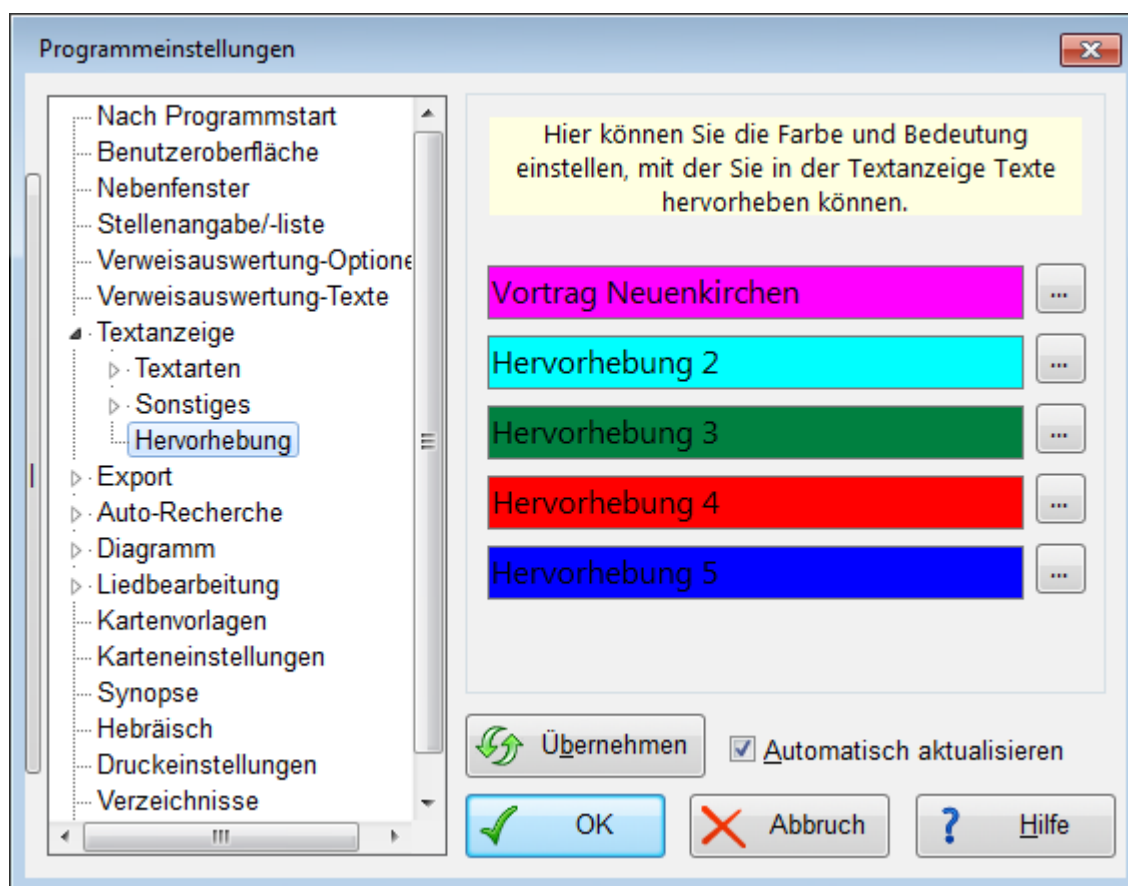 Programmeinstellungen
Nach Programmstart
Benutzeroberfläche
Nebenfenster
Stellenangabe/-liste
Verweisauswertung-Optione
Verweisauswertung-Texte
Textanzeige
Textarten
Sonstiges
Hervorhebung
Export
Auto-Recherche
Diagramm
Liedbearbeitung
Kartenvorlagen
Karteneinstellungen
Synopse
Hebräisch
Druckeinstellungen
Verzeichnisse
Hier können Sie die Farbe und Bedeutung
einstellen, mit der Sie in der Textanzeige Texte
hervorheben können.
Vortrag Neuenkirchen
...
Hervorhebung 2
...
Hervorhebung 3
...
Hervorhebung 4
...
Hervorhebung 5
...
Übernehmen
Automatisch aktualisieren
OK
Abbruch
Hilfe